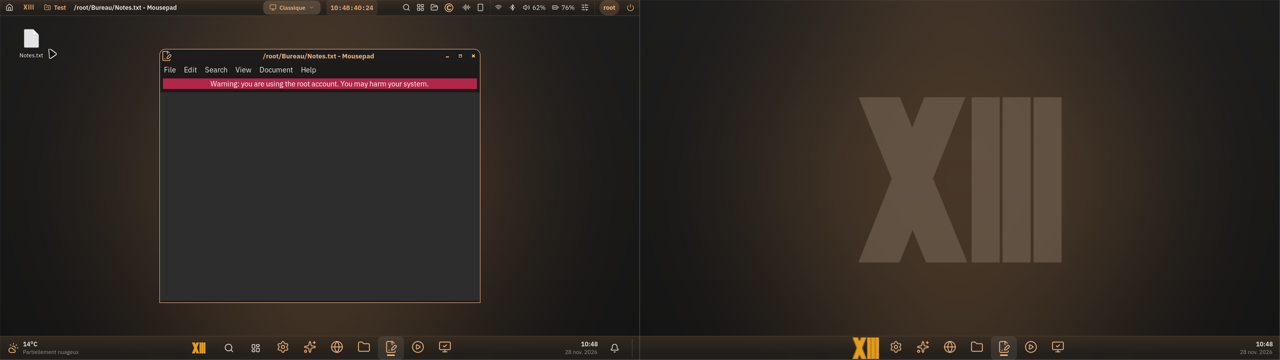 XIII Test /root/Bureau/Notes.txt - Mousepad Classique 10:48:40:24 62% 76% root
Notes.txt
/root/Bureau/Notes.txt - Mousepad
File Edit Search View Document Help
Warning: you are using the root account. You may harm your system.
XIII
14°C
Partiellement nuageux
XIII
10:48
28 nov. 2026
XIII
10:48
28 nov. 2026